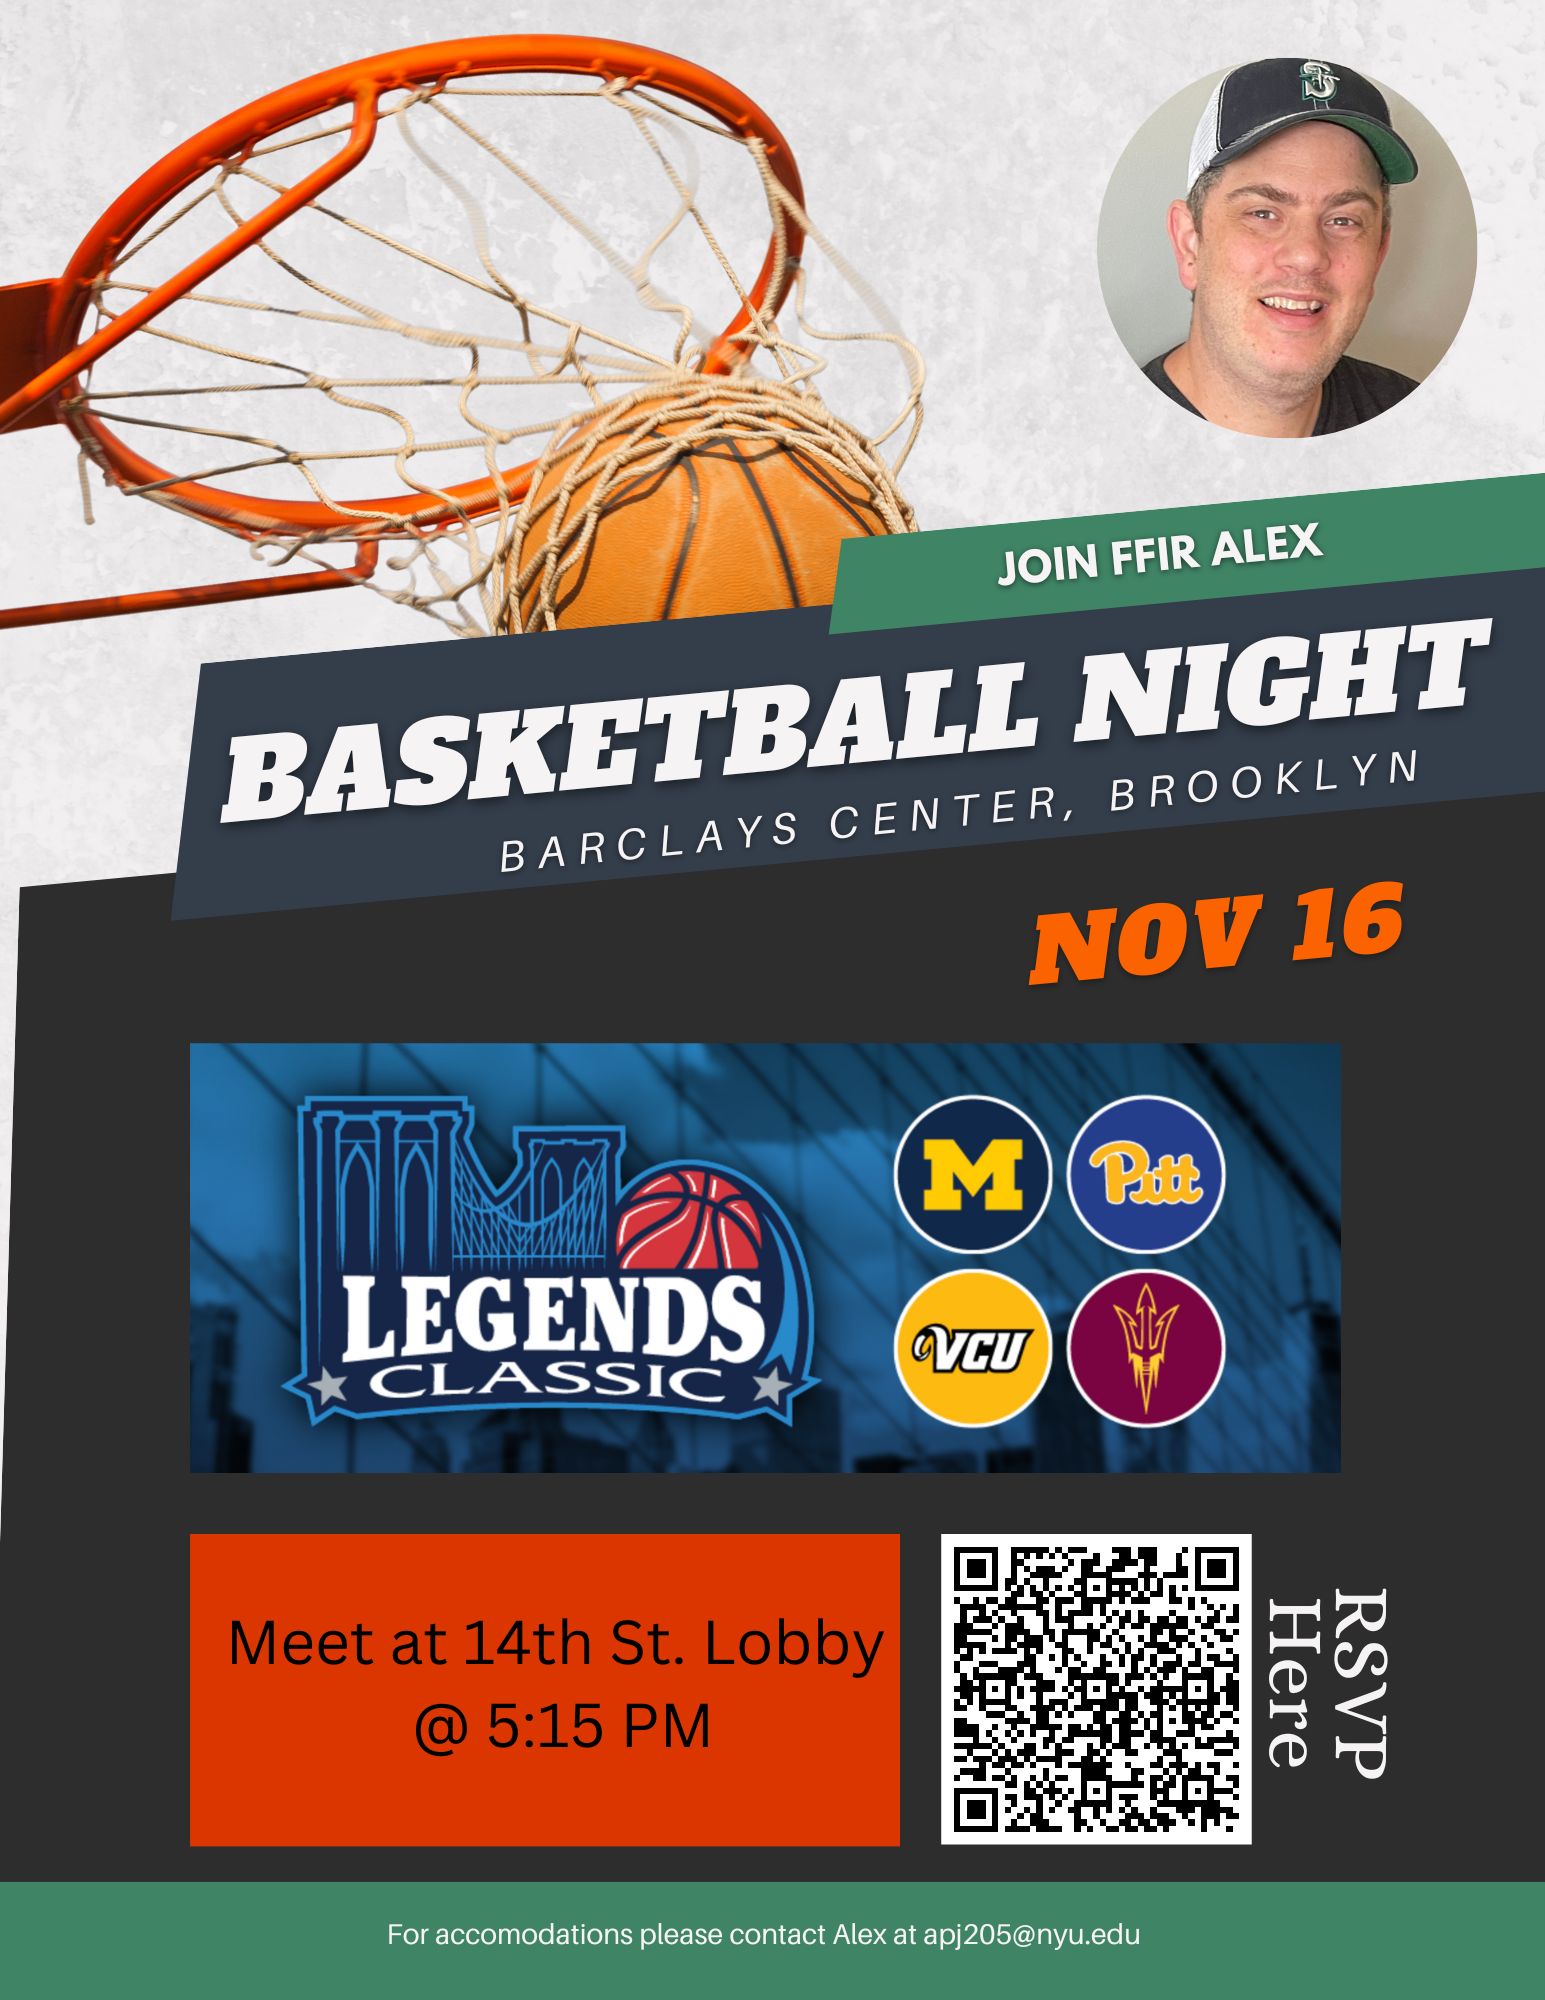 JOIN FFIR ALEX
BASKETBALL NIGHT
BARCLAYS CENTER, BROOKLYN
NOV 16
LEGENDS
CLASSIC
M
Pitt
VCU
Meet at 14th St. Lobby
@ 5:15 PM
RSVP
Here
For accomodations please contact Alex at apj205@nyu.edu